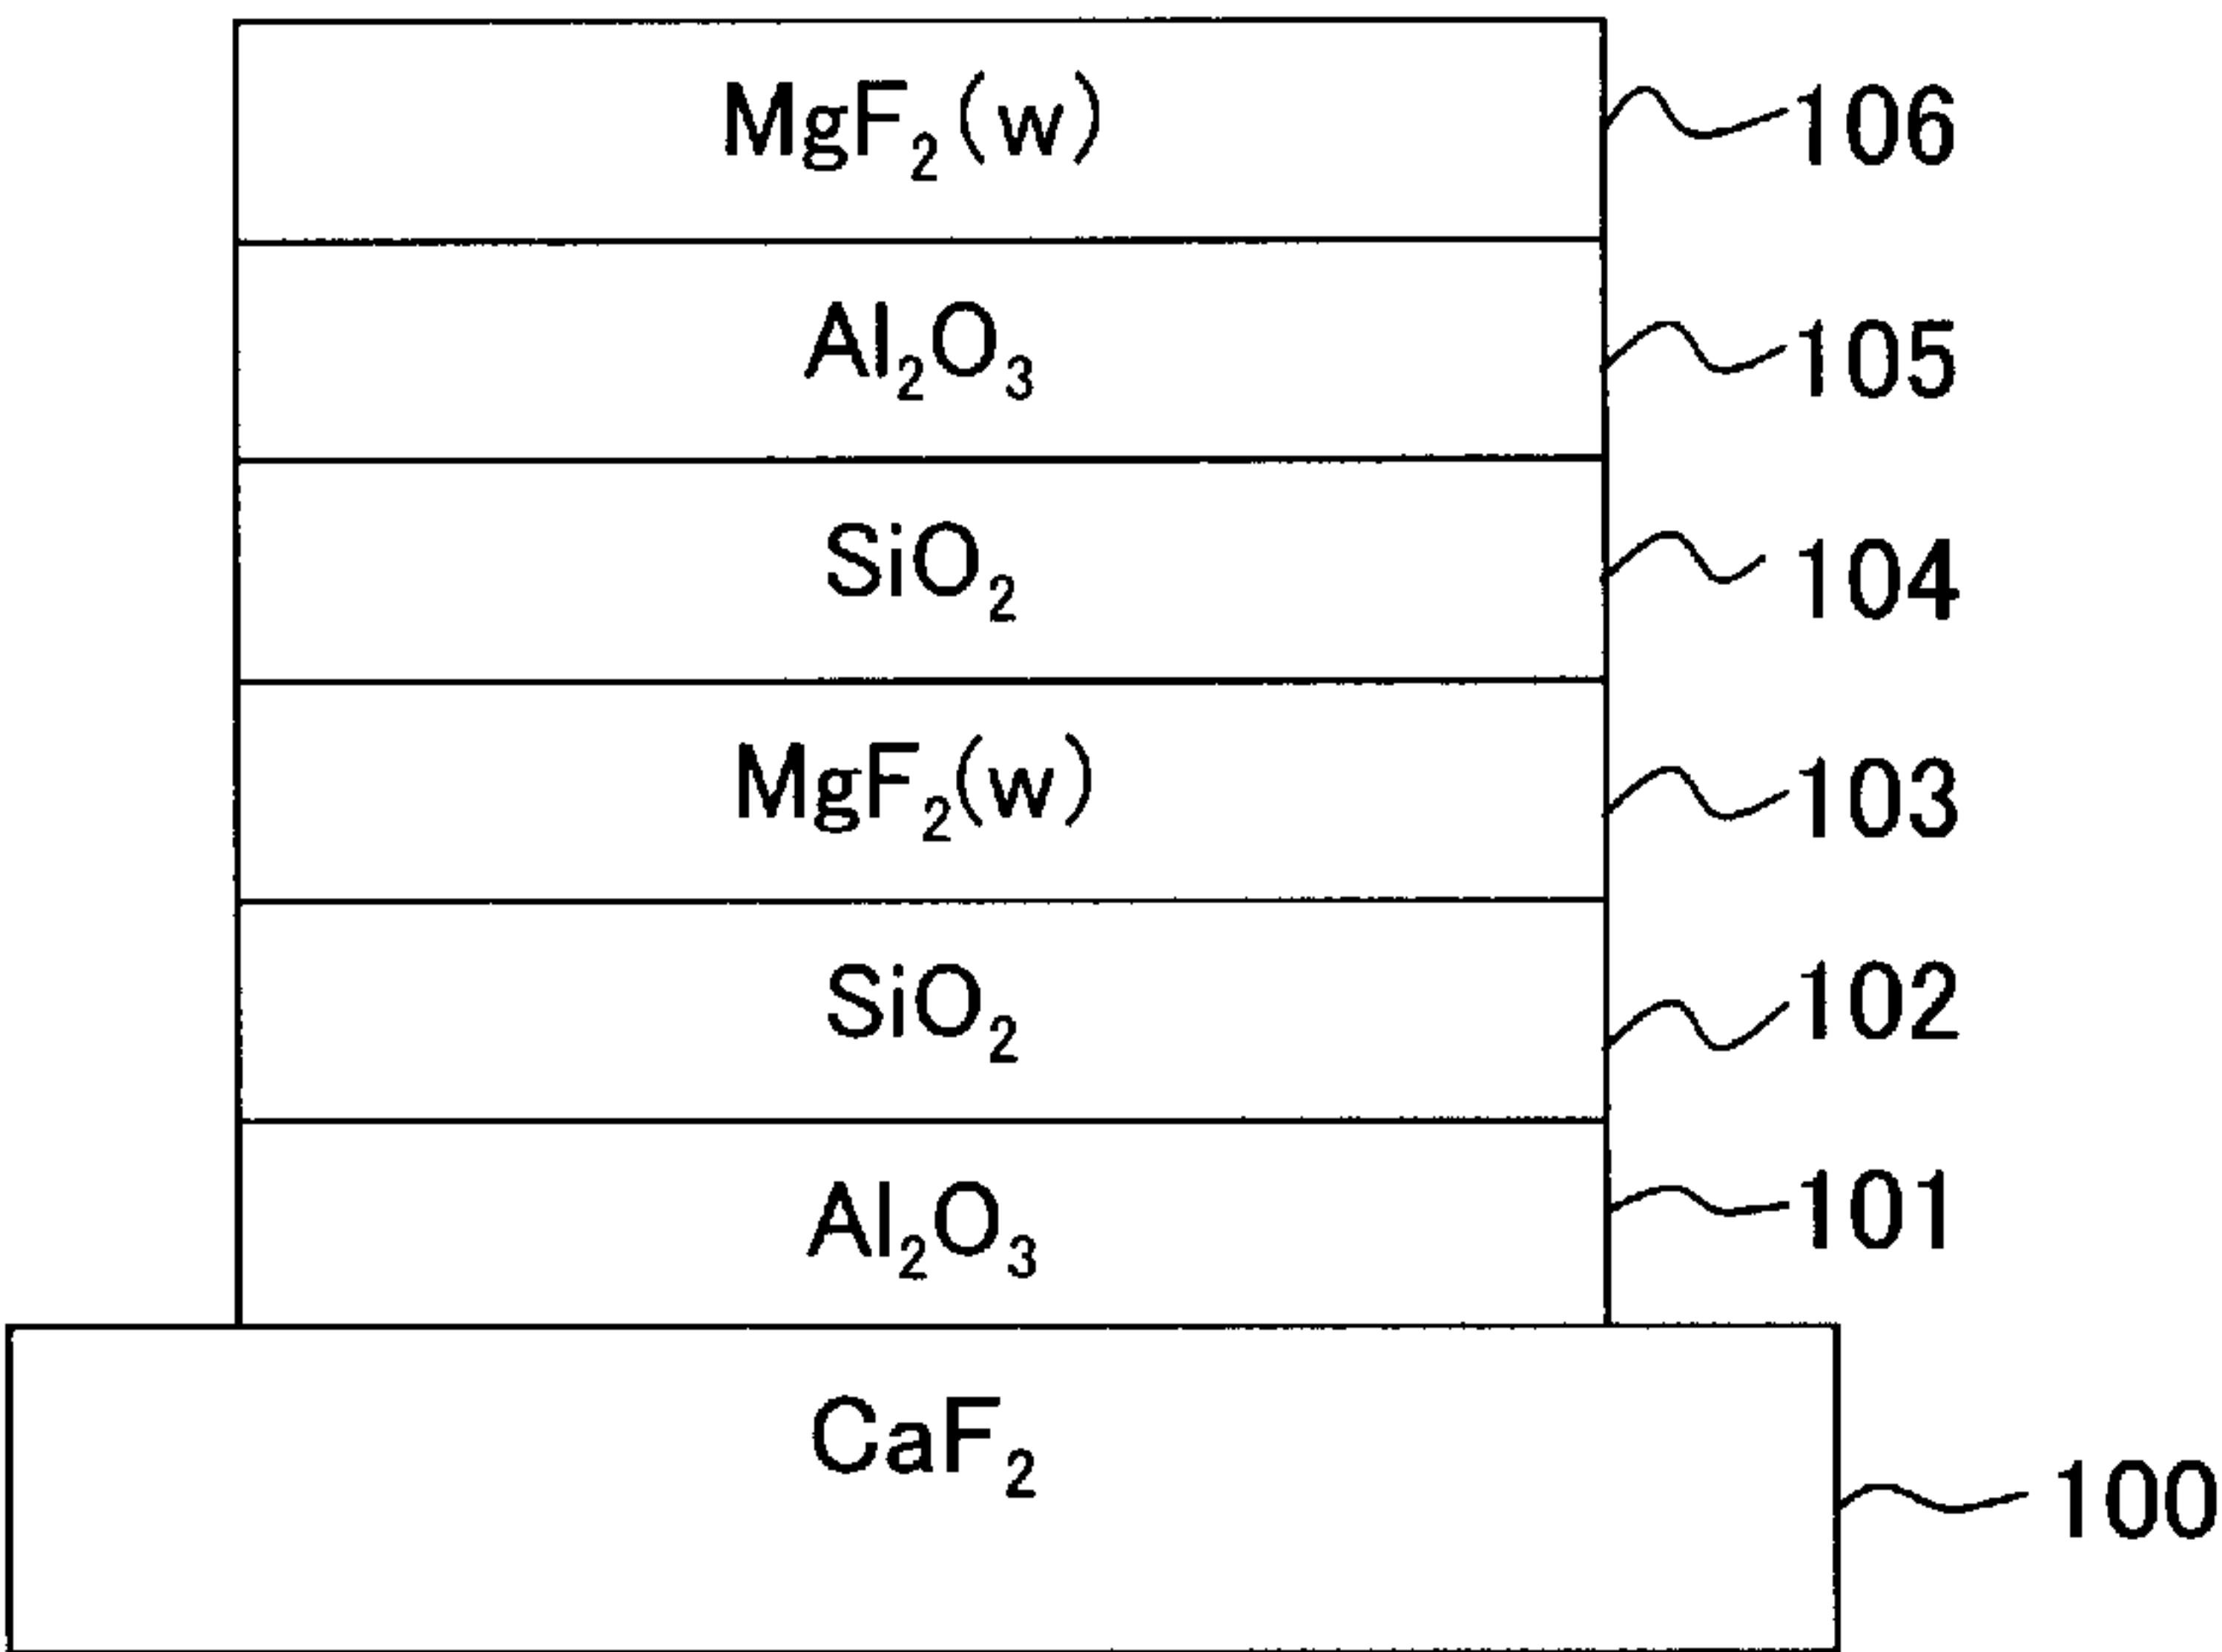 MgF₂(w) 106
Al₂O₃ 105
SiO₂ 104
MgF₂(w) 103
SiO₂ 102
Al₂O₃ 101
CaF₂ 100